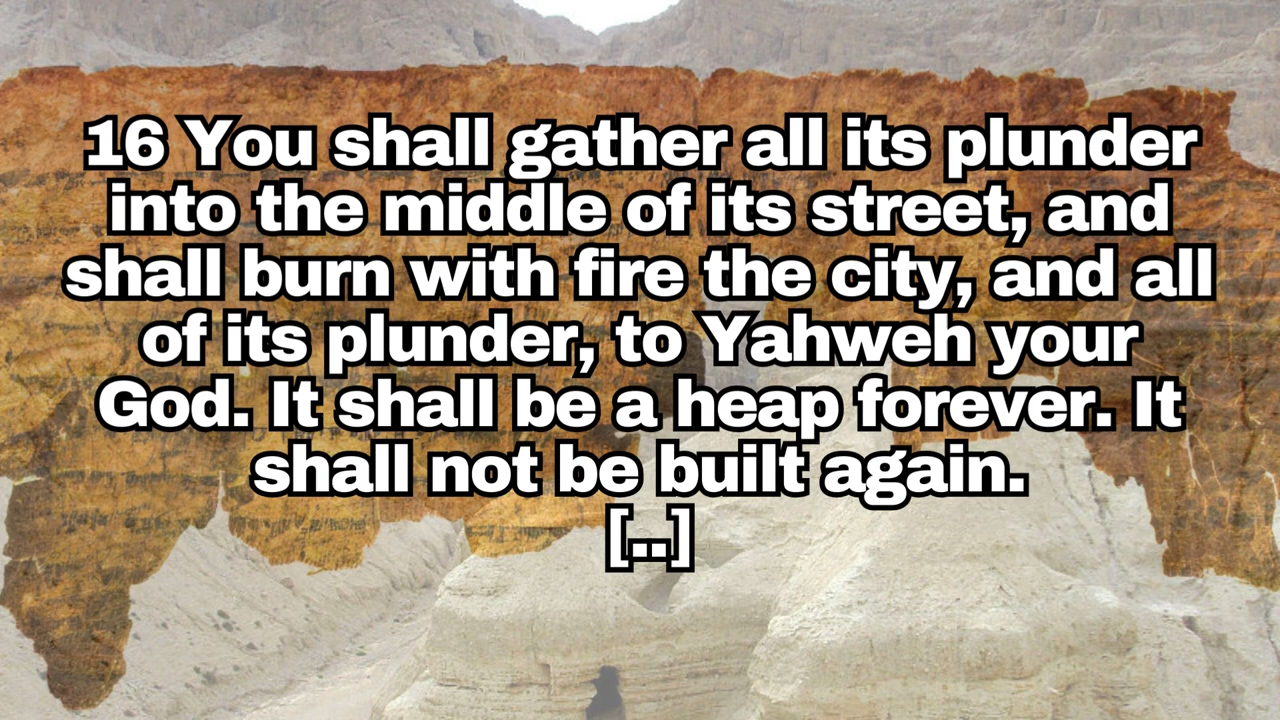 16 You shall gather all its plunder
into the middle of its street, and
shall burn with fire the city, and all
of its plunder, to Yahweh your
God. It shall be a heap forever. It
shall not be built again.
[..]